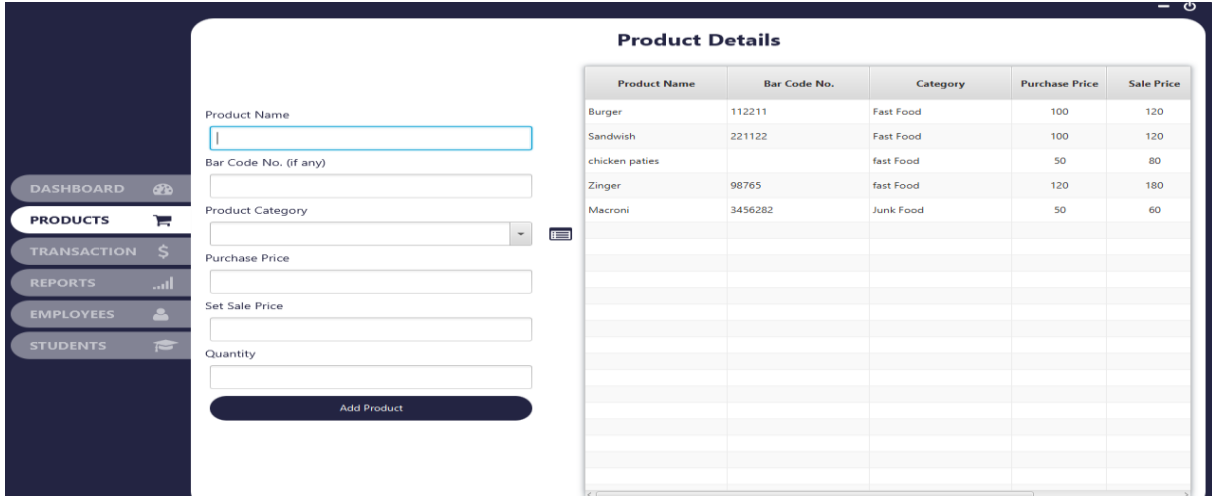 Product Details
DASHBOARD
PRODUCTS
TRANSACTION
REPORTS
EMPLOYEES
STUDENTS
Product Name
Bar Code No. (if any)
Product Category
Purchase Price
Set Sale Price
Quantity
Add Product
Product Name Bar Code No. Category Purchase Price Sale Price
Burger 112211 Fast Food 100 120
Sandwish 221122 Fast Food 100 120
chicken paties fast Food 50 80
Zinger 98765 fast Food 120 180
Macroni 3456282 Junk Food 50 60